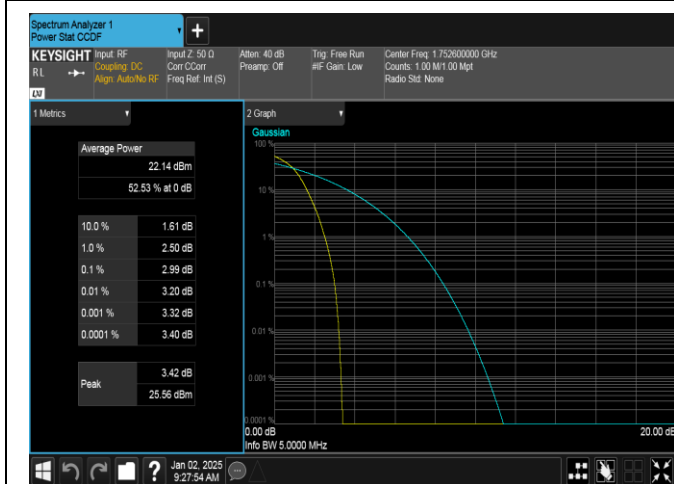 Spectrum Analyzer 1
Power Stat CCDF
KEYSIGHT Input: RF Input Z: 50 Ω Atten: 40 dB Trig: Free Run Center Freq: 1.752600000 GHz
RL Coupling: DC Corr CCorr Preamp: Off #IF Gain: Low Counts: 1.00 M/1.00 Mpt
Align: Auto/No RF Freq Ref: Int (S) Radio Std: None
LXI
1 Metrics
Average Power
22.14 dBm
52.53 % at 0 dB
10.0 % 1.61 dB
1.0 % 2.50 dB
0.1 % 2.99 dB
0.01 % 3.20 dB
0.001 % 3.32 dB
0.0001 % 3.40 dB
Peak 3.42 dB
25.56 dBm
2 Graph
Gaussian
100 %
10 %
1 %
0.1 %
0.01 %
0.001 %
0.0001 %
0.00 dB 20.00 dB
Info BW 5.0000 MHz
? Jan 02, 2025
9:27:54 AM